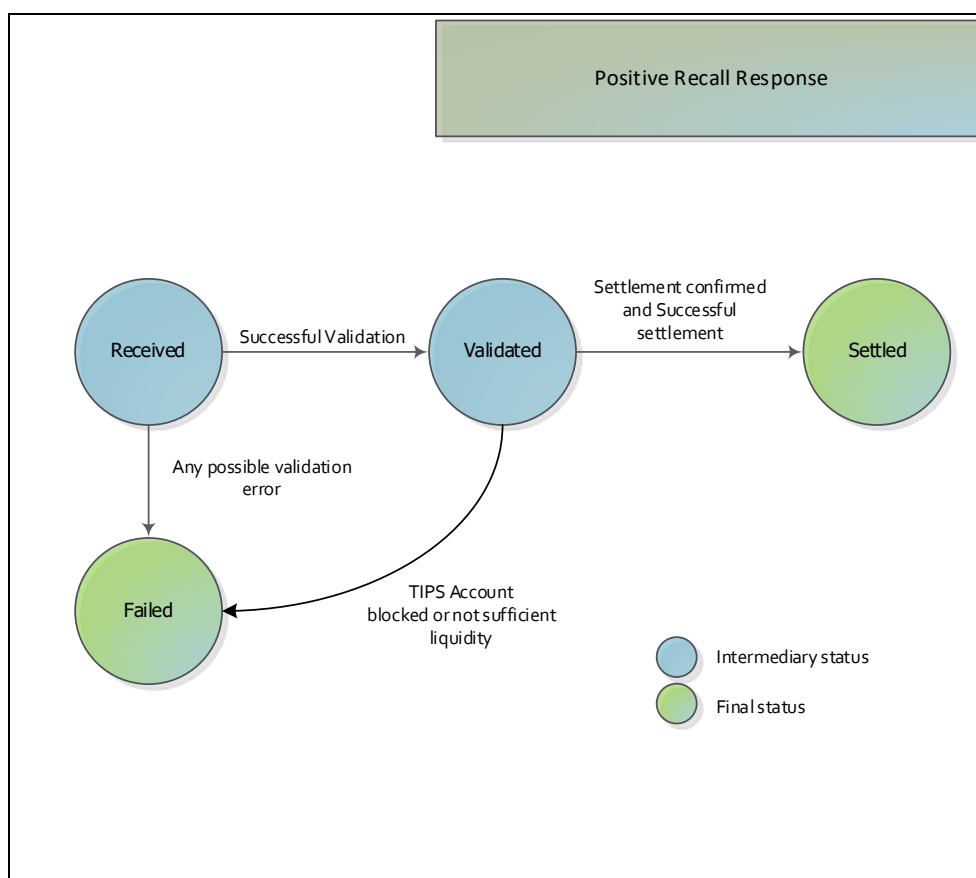 Positive Recall Response
Settlement confirmed
and Successful
settlement
Received
Successful Validation
Validated
Settled
Any possible validation
error
Failed
TIPS Account
blocked or not sufficient
liquidity
Intermediary status
Final status